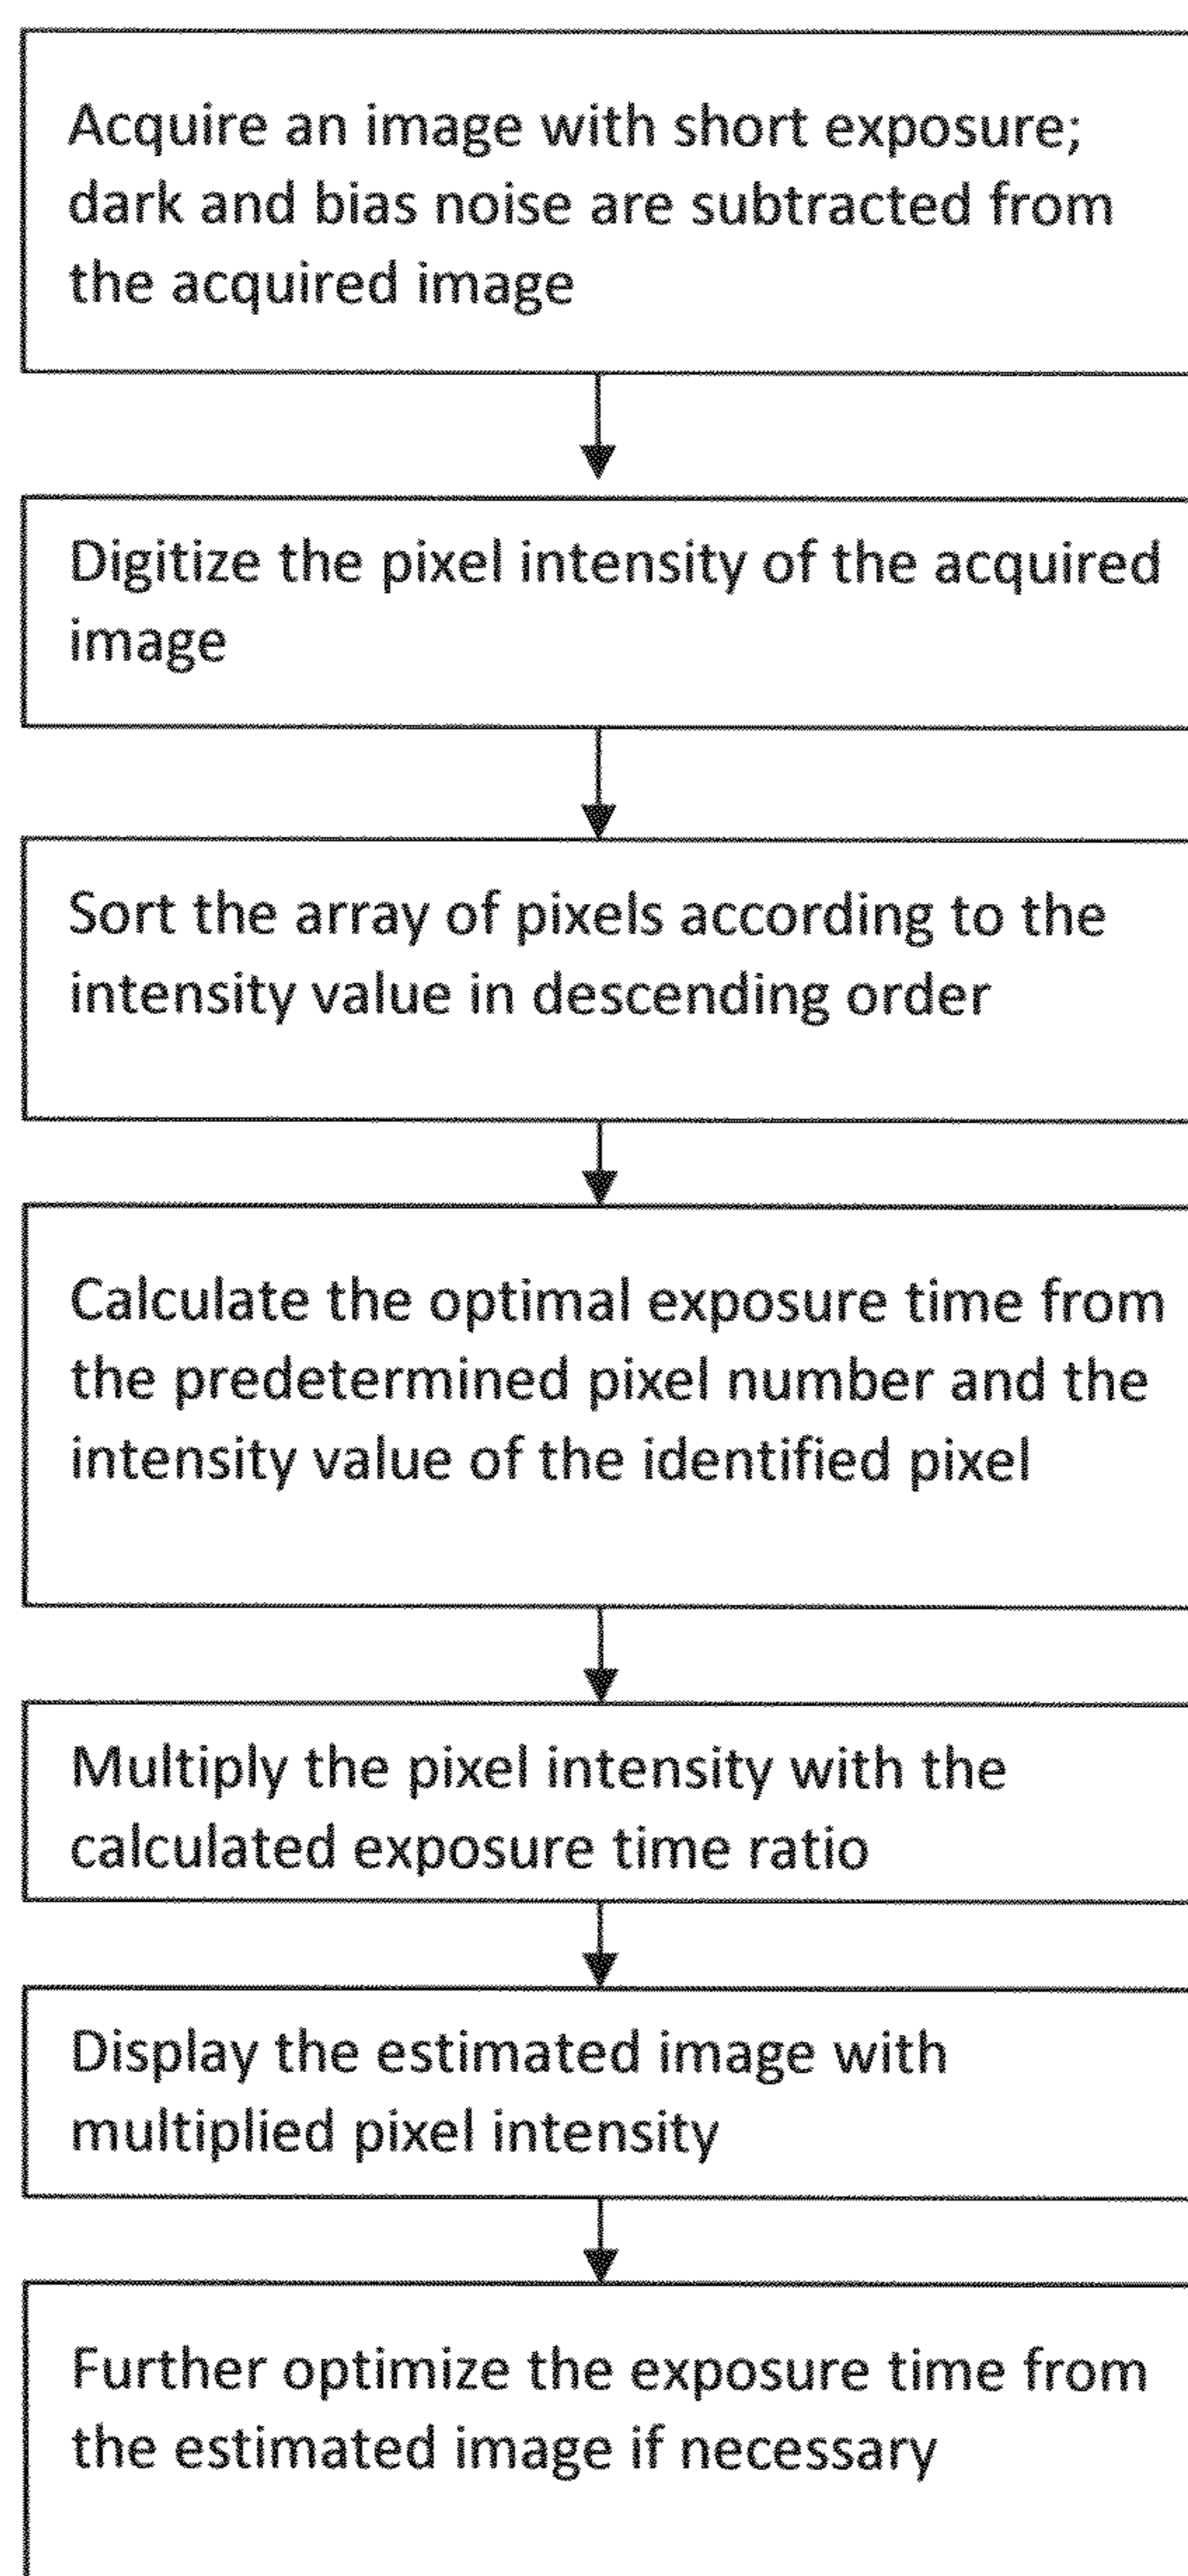 Acquire an image with short exposure;
dark and bias noise are subtracted from
the acquired image
Digitize the pixel intensity of the acquired
image
Sort the array of pixels according to the
intensity value in descending order
Calculate the optimal exposure time from
the predetermined pixel number and the
intensity value of the identified pixel
Multiply the pixel intensity with the
calculated exposure time ratio
Display the estimated image with
multiplied pixel intensity
Further optimize the exposure time from
the estimated image if necessary